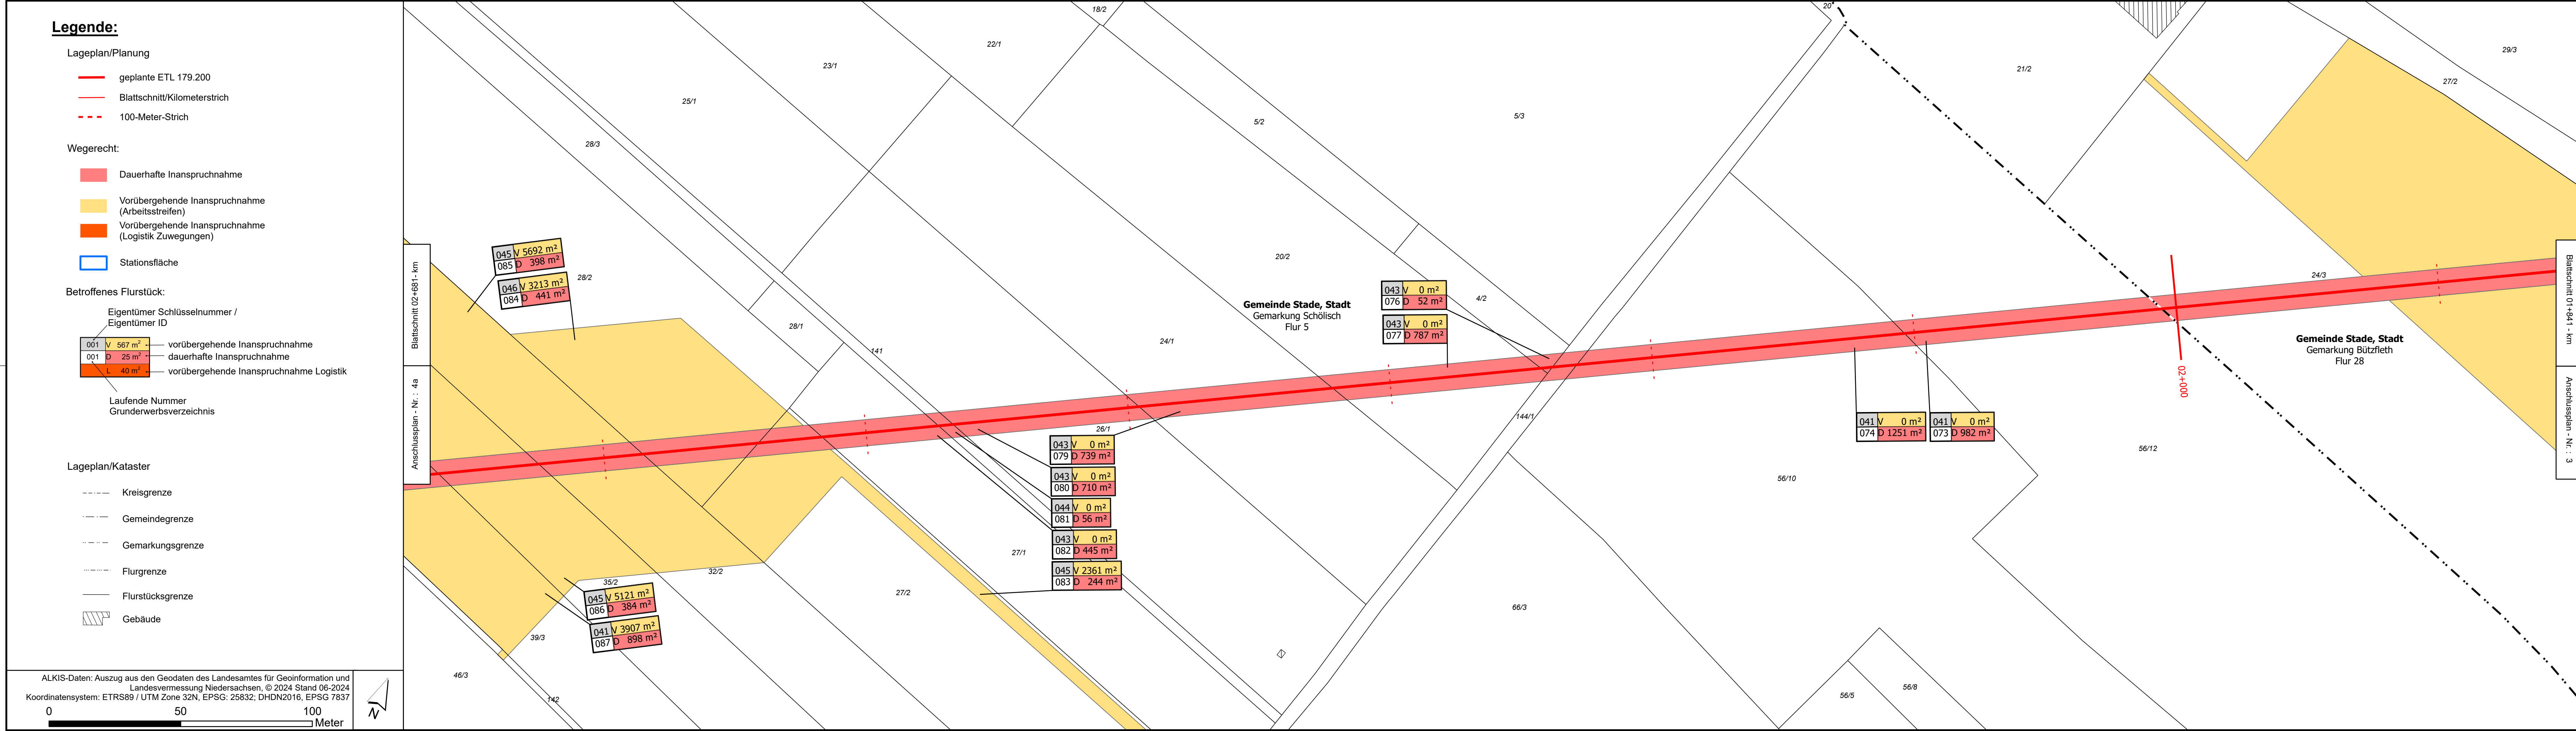 Legende:
Lageplan/Planung
geplante ETL 179.200
Blattschnitt/Kilometerstrich
100-Meter-Strich
Wegerecht:
Dauerhafte Inanspruchnahme
Vorübergehende Inanspruchnahme
(Arbeitsstreifen)
Vorübergehende Inanspruchnahme
(Logistik Zuwegungen)
Stationsfläche
Betroffenes Flurstück:
Eigentümer Schlüsselnummer /
Eigentümer ID
001 V 567 m² vorübergehende Inanspruchnahme
001 D 25 m² dauerhafte Inanspruchnahme
L 40 m² vorübergehende Inanspruchnahme Logistik
Laufende Nummer
Grunderwerbsverzeichnis
Lageplan/Kataster
Kreisgrenze
Gemeindegrenze
Gemarkungsgrenze
Flurgrenze
Flurstücksgrenze
Gebäude
ALKIS-Daten: Auszug aus den Geodaten des Landesamtes für Geoinformation und
Landesvermessung Niedersachsen, © 2024 Stand 06-2024
Koordinatensystem: ETRS89 / UTM Zone 32N, EPSG: 25832; DHDN2016, EPSG 7837
0 50 100
Meter
N
Blattschnitt 02+681- km
Anschlussplan - Nr. : 4a
18/2
22/1
23/1
25/1
28/3
5/2
5/3
20
21/2
29/3
27/2
045 V 5692 m²
085 D 398 m²
046 V 3213 m²
084 D 441 m²
28/2
28/1
141
24/1
20/2
Gemeinde Stade, Stadt
Gemarkung Schölisch
Flur 5
043 V 0 m²
076 D 52 m²
043 V 0 m²
077 D 787 m²
4/2
24/3
Gemeinde Stade, Stadt
Gemarkung Bützfleth
Flur 28
02+000
144/1
26/1
043 V 0 m²
079 D 739 m²
043 V 0 m²
080 D 710 m²
044 V 0 m²
081 D 56 m²
043 V 0 m²
082 D 445 m²
045 V 2361 m²
083 D 244 m²
041 V 0 m²
074 D 1251 m²
041 V 0 m²
073 D 982 m²
56/12
56/10
27/1
27/2
32/2
35/2
045 V 5121 m²
086 D 384 m²
041 V 3907 m²
087 D 898 m²
39/3
46/3
142
66/3
56/5
56/8
Blattschnitt 01+841 - km
Anschlussplan - Nr. : 3